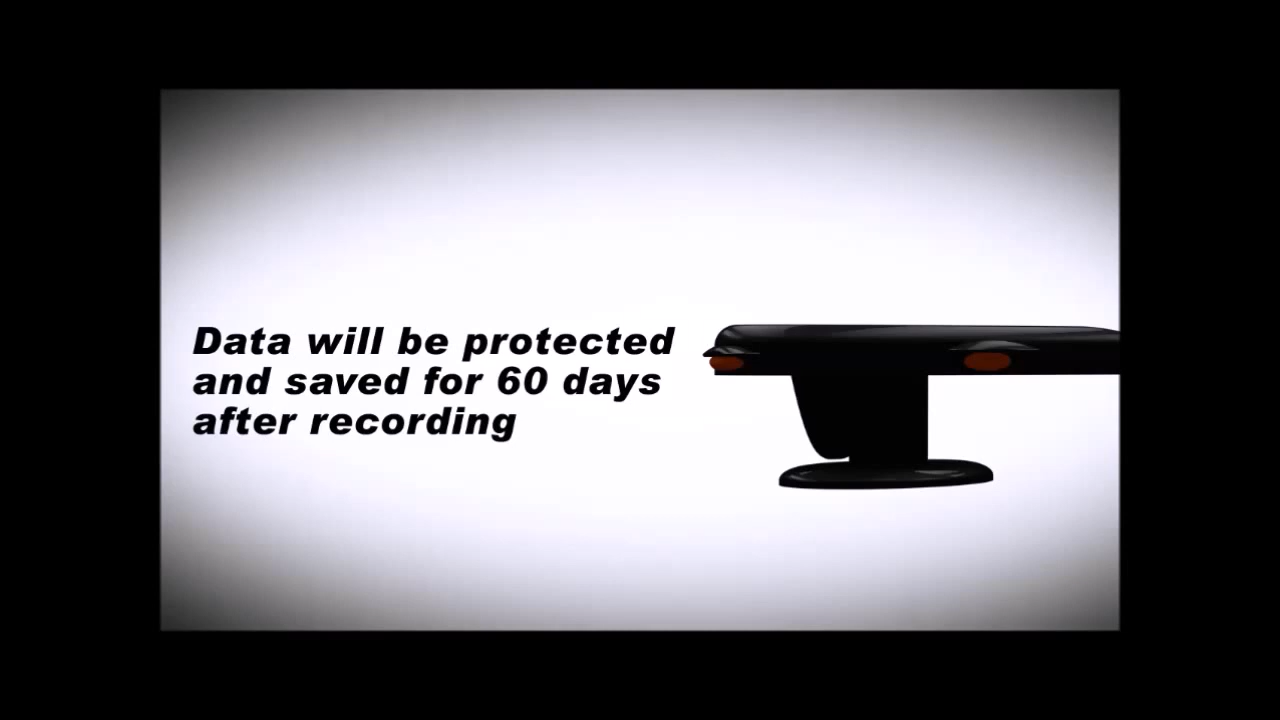 Data will be protected
and saved for 60 days
after recording